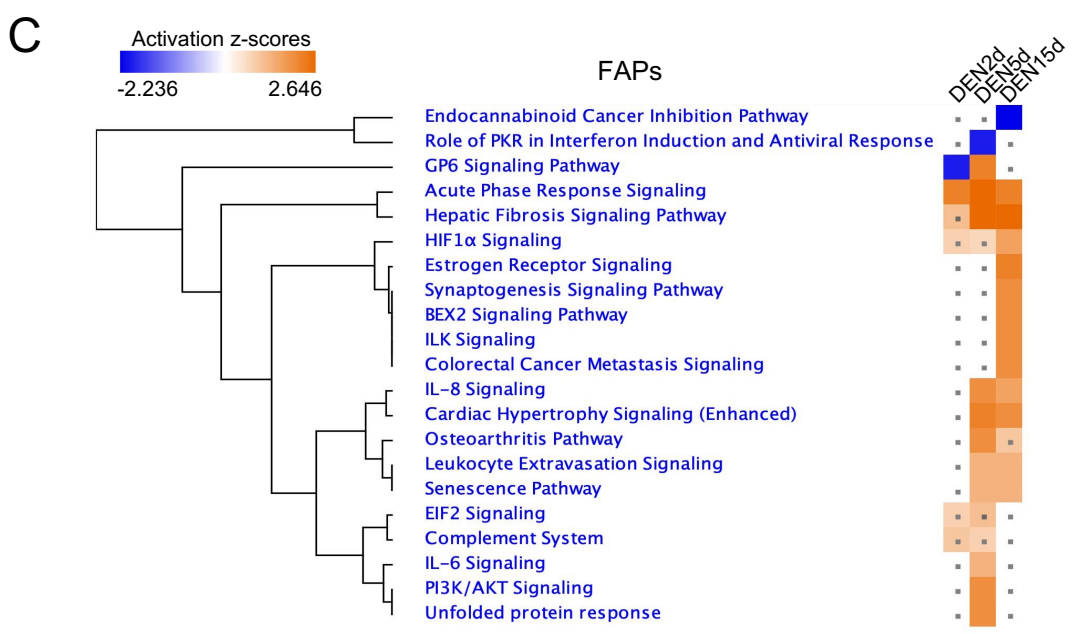 C
Activation z-scores
-2.236 2.646
FAPs
DEN2d
DEN5d
DEN15d
Endocannabinoid Cancer Inhibition Pathway
Role of PKR in Interferon Induction and Antiviral Response
GP6 Signaling Pathway
Acute Phase Response Signaling
Hepatic Fibrosis Signaling Pathway
HIF1α Signaling
Estrogen Receptor Signaling
Synaptogenesis Signaling Pathway
BEX2 Signaling Pathway
ILK Signaling
Colorectal Cancer Metastasis Signaling
IL−8 Signaling
Cardiac Hypertrophy Signaling (Enhanced)
Osteoarthritis Pathway
Leukocyte Extravasation Signaling
Senescence Pathway
EIF2 Signaling
Complement System
IL−6 Signaling
PI3K/AKT Signaling
Unfolded protein response